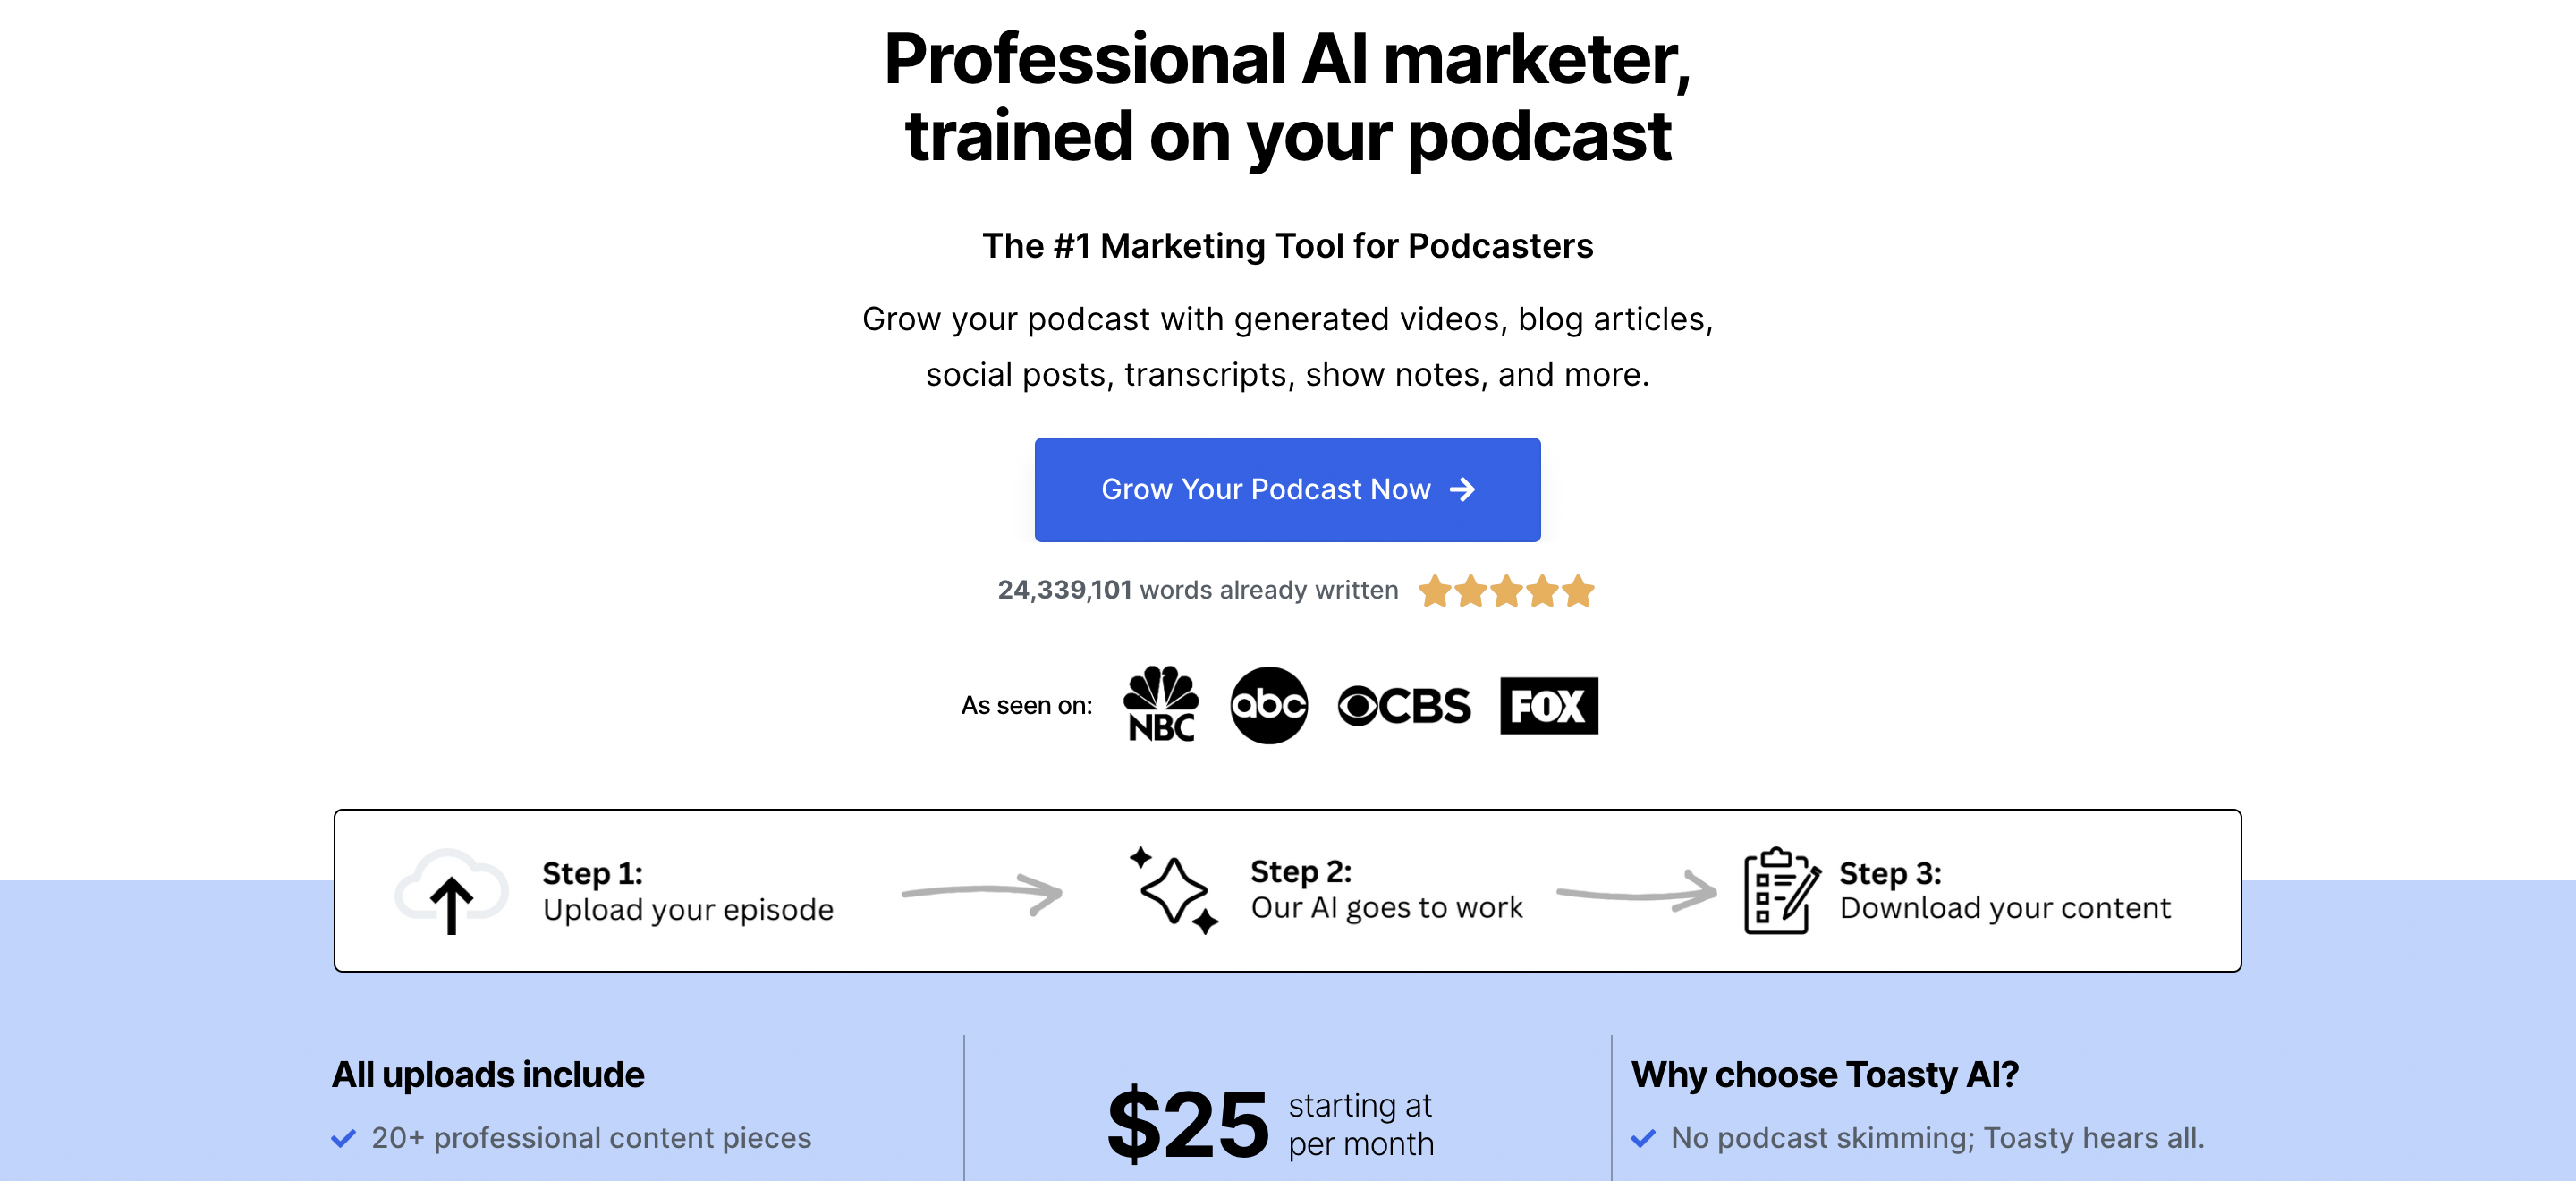 Professional AI marketer,
trained on your podcast
The #1 Marketing Tool for Podcasters
Grow your podcast with generated videos, blog articles,
social posts, transcripts, show notes, and more.
Grow Your Podcast Now
24,339,101 words already written
As seen on:
NBC
abc
CBS
FOX
Step 1:
Upload your episode
Step 2:
Our AI goes to work
Step 3:
Download your content
All uploads include
20+ professional content pieces
$25
starting at
per month
Why choose Toasty AI?
No podcast skimming; Toasty hears all.